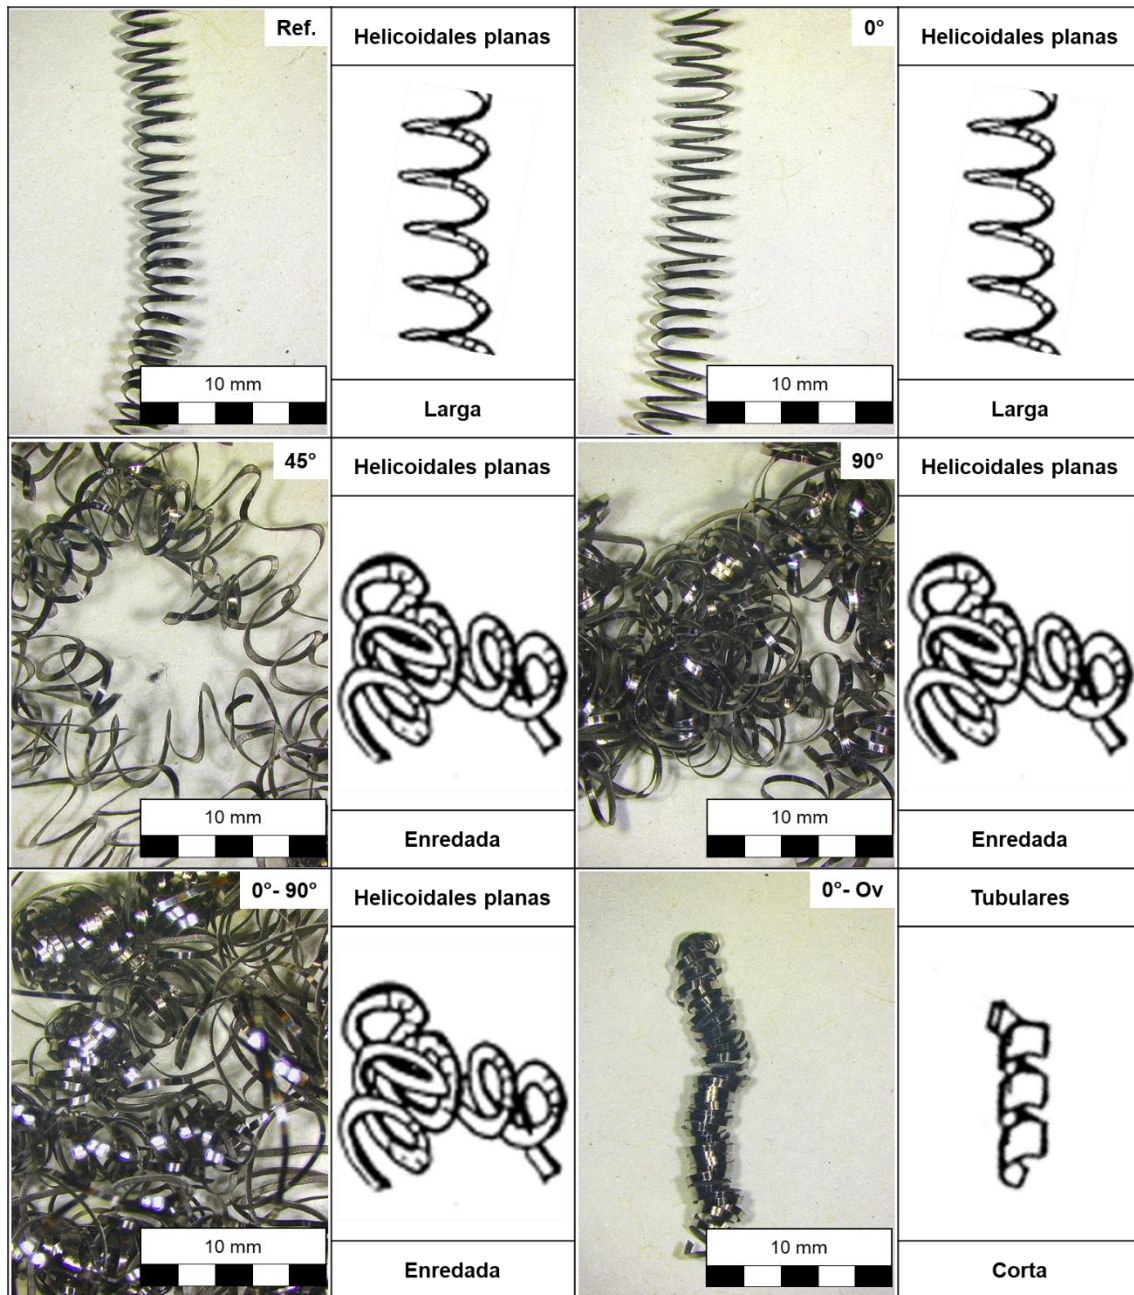 Ref.
Helicoidales planas
10 mm
Larga
0°
Helicoidales planas
10 mm
Larga
45°
Helicoidales planas
10 mm
Enredada
90°
Helicoidales planas
10 mm
Enredada
0°- 90°
Helicoidales planas
10 mm
Enredada
0°- Ov
Tubulares
10 mm
Corta